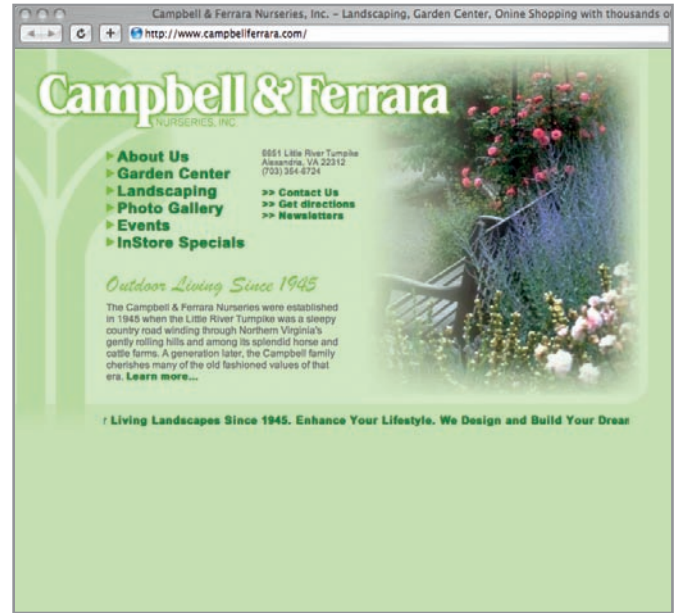 Campbell & Ferrara Nurseries, Inc. – Landscaping, Garden Center, Onine Shopping with thousands of
http://www.campbellferrara.com/
Campbell & Ferrara
NURSERIES, INC.
About Us
Garden Center
Landscaping
Photo Gallery
Events
InStore Specials
6651 Little River Turnpike
Alexandria, VA 22312
(703) 354-6724
>> Contact Us
>> Get directions
>> Newsletters
Outdoor Living Since 1945
The Campbell & Ferrara Nurseries were established
in 1945 when the Little River Turnpike was a sleepy
country road winding through Northern Virginia's
gently rolling hills and among its splendid horse and
cattle farms. A generation later, the Campbell family
cherishes many of the old fashioned values of that
era. Learn more...
r Living Landscapes Since 1945. Enhance Your Lifestyle. We Design and Build Your Dream